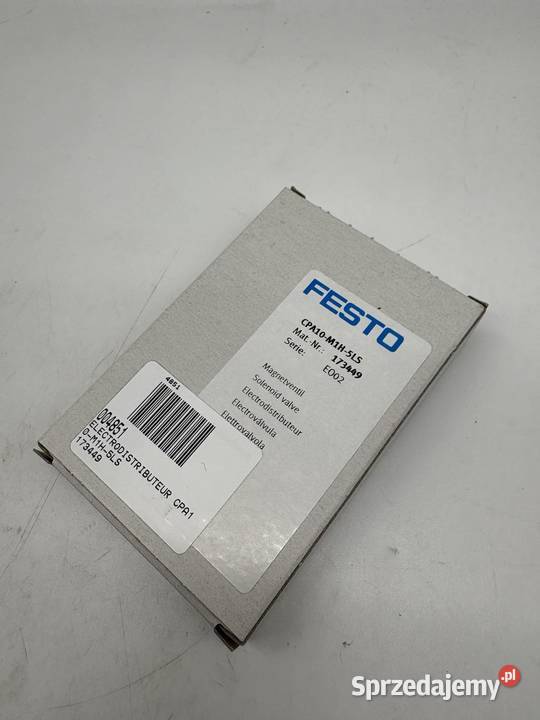 FESTO
CPA10-M1H-5LS
Mat.-Nr.: 173449
Serie: EO02
Magnetventil
Solenoid valve
Electrodistributeur
Electroválvula
Elettrovalvola
4851
004851
ELECTRODISTRIBUTEUR CPA1
0-M1H-5LS
173449
Sprzedajemy.pl